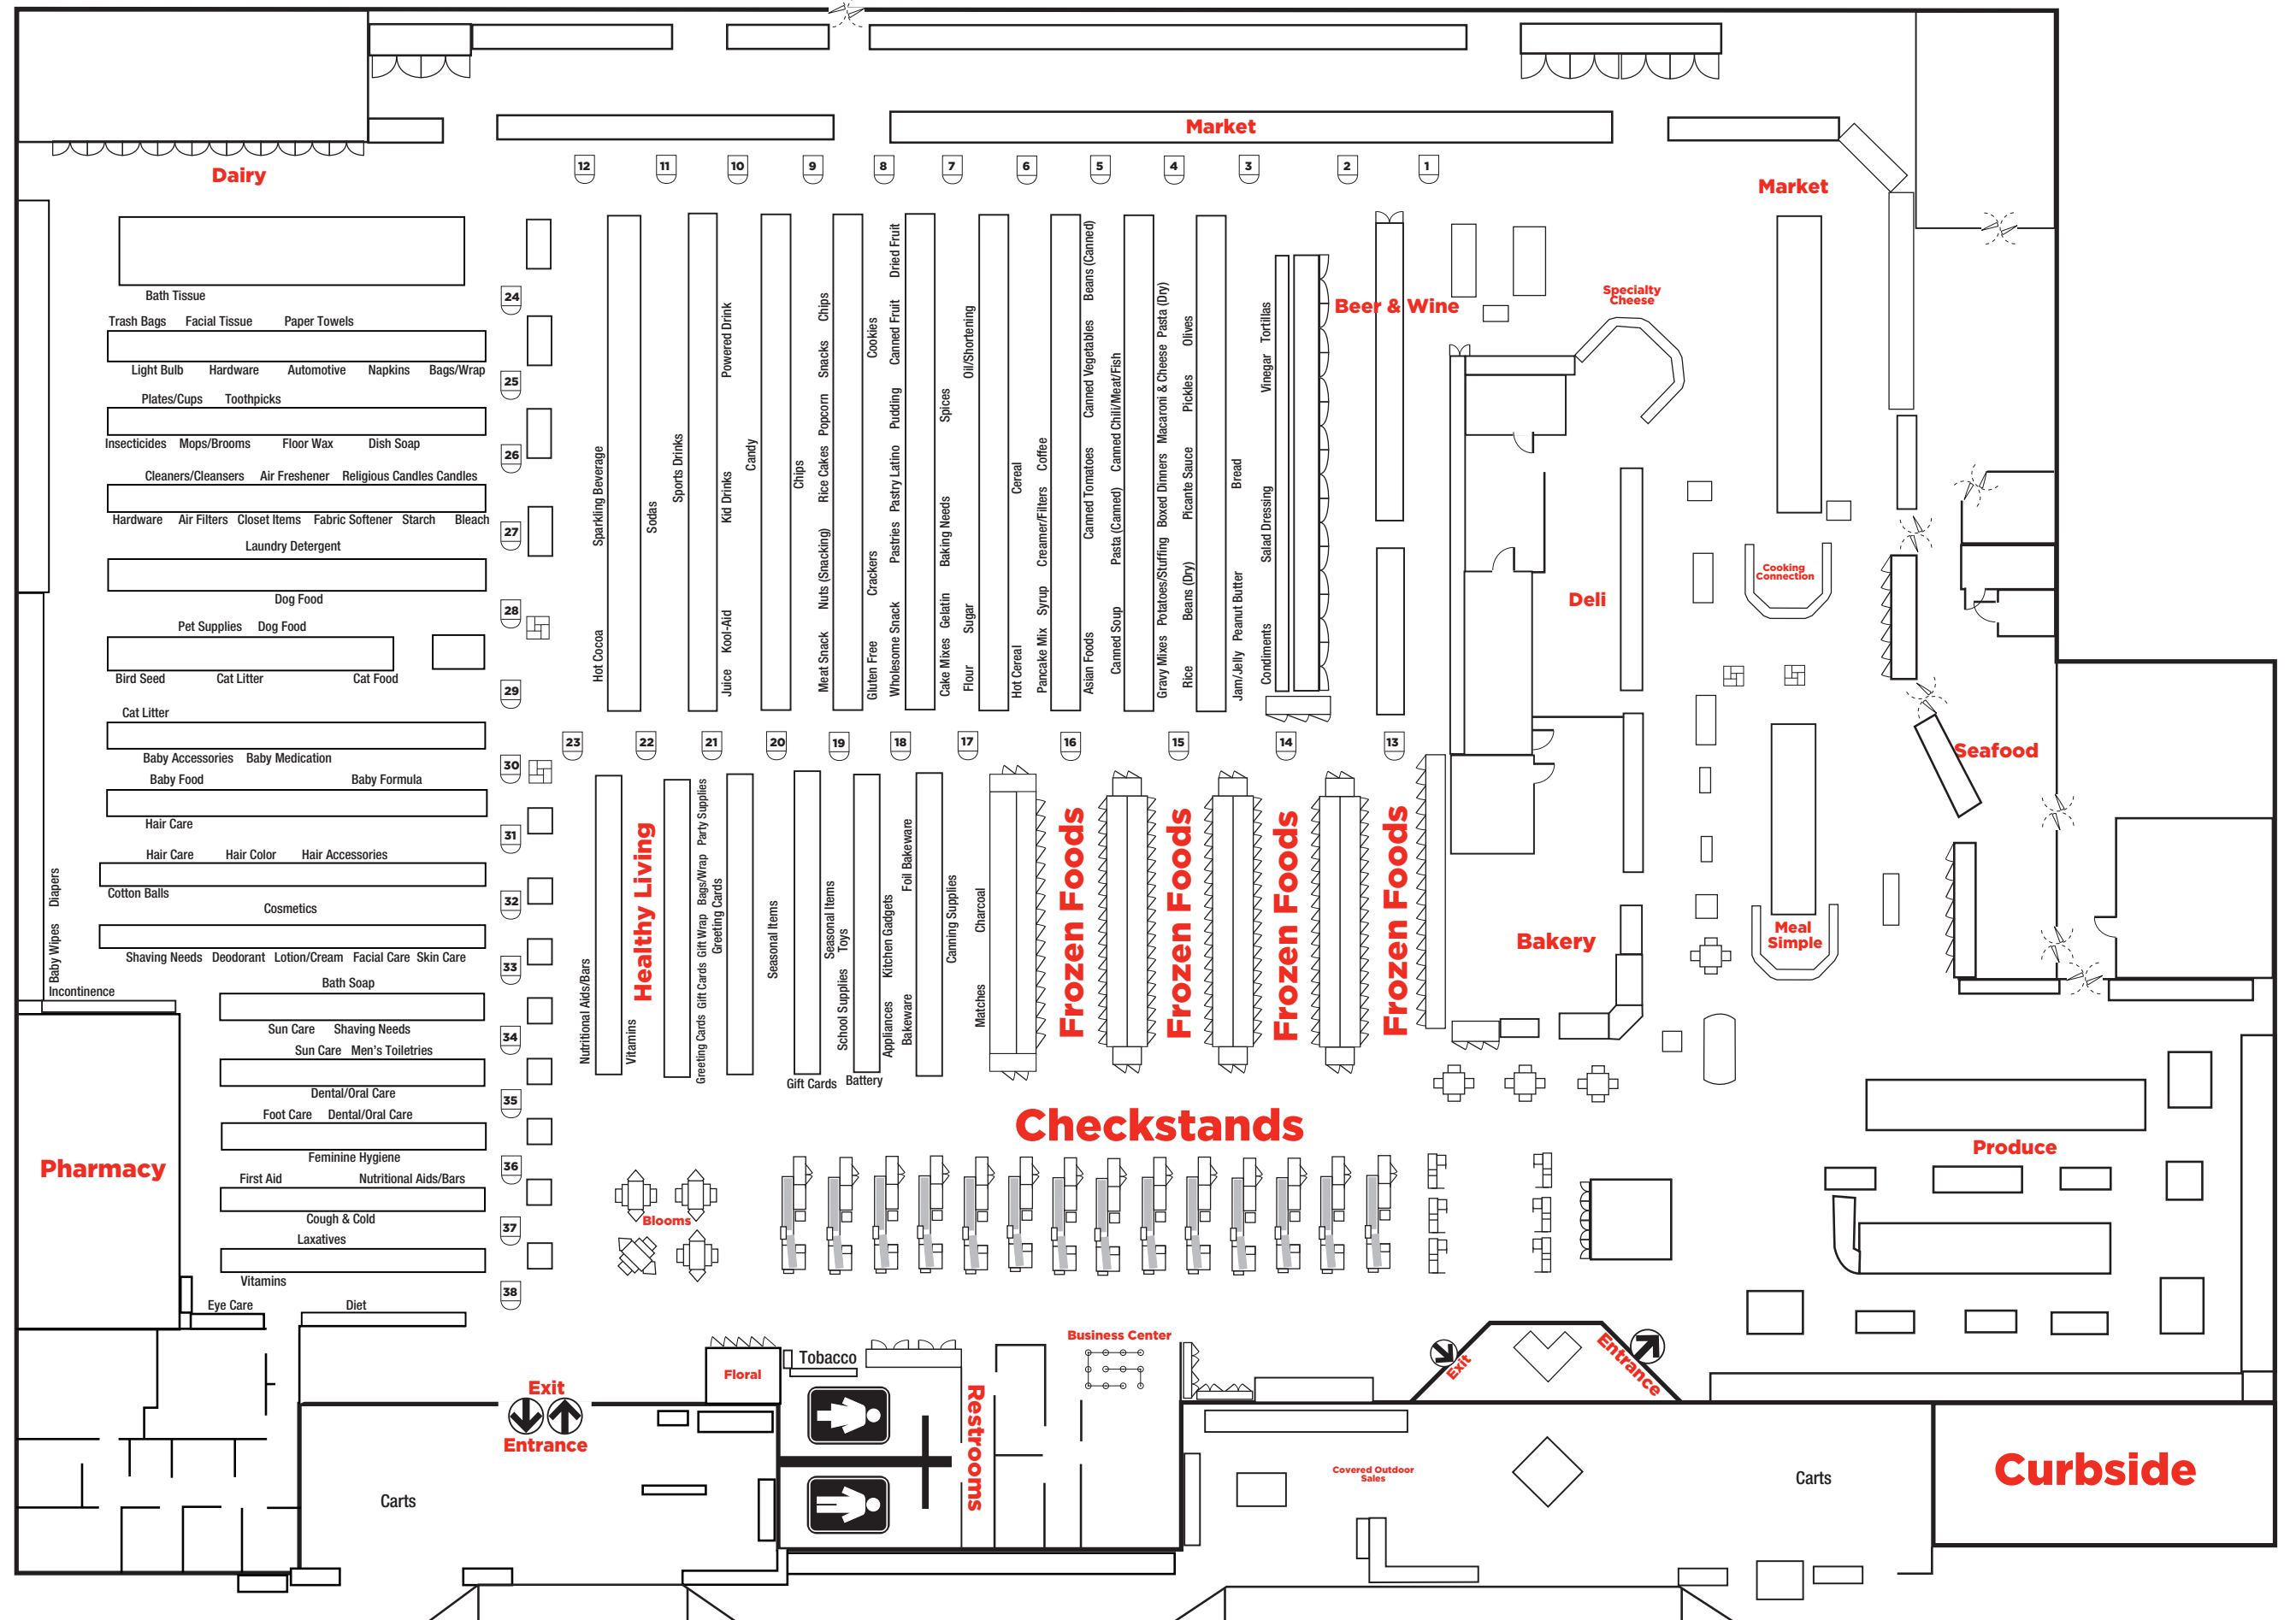 Market
12
11
10
9
8
7
6
5
4
3
2
1
Dairy
Market
Bath Tissue
24
Trash Bags
Facial Tissue
Paper Towels
Light Bulb
Hardware
Automotive
Napkins
Bags/Wrap
25
Plates/Cups
Toothpicks
Insecticides
Mops/Brooms
Floor Wax
Dish Soap
26
Cleaners/Cleansers
Air Freshener
Religious Candles Candles
Hardware
Air Filters
Closet Items
Fabric Softener
Starch
Bleach
27
Laundry Detergent
Dog Food
28
Pet Supplies
Dog Food
Bird Seed
Cat Litter
Cat Food
29
Cat Litter
Baby Accessories
Baby Medication
30
Baby Food
Baby Formula
Hair Care
31
Hair Care
Hair Color
Hair Accessories
Cotton Balls
32
Cosmetics
Shaving Needs
Deodorant
Lotion/Cream
Facial Care
Skin Care
33
Diapers
Baby Wipes
Incontinence
Bath Soap
Sun Care
Shaving Needs
34
Sun Care
Men's Toiletries
Dental/Oral Care
35
Foot Care
Dental/Oral Care
Feminine Hygiene
36
First Aid
Nutritional Aids/Bars
Cough & Cold
37
Laxatives
Vitamins
38
Eye Care
Diet
Pharmacy
Hot Cocoa
Sparkling Beverage
Sodas
Sports Drinks
Juice
Kool-Aid
Kid Drinks
Powered Drink
Candy
Chips
Meat Snack
Nuts (Snacking)
Rice Cakes
Popcorn
Snacks
Chips
Gluten Free
Crackers
Cookies
Wholesome Snack
Pastries
Pastry Latino
Pudding
Canned Fruit
Dried Fruit
Cake Mixes
Gelatin
Baking Needs
Spices
Flour
Sugar
Oil/Shortening
Hot Cereal
Cereal
Pancake Mix
Syrup
Creamer/Filters
Coffee
Asian Foods
Canned Tomatoes
Canned Vegetables
Beans (Canned)
Canned Soup
Pasta (Canned)
Canned Chili/Meat/Fish
Gravy Mixes
Potatoes/Stuffing
Boxed Dinners
Macaroni & Cheese
Pasta (Dry)
Rice
Beans (Dry)
Picante Sauce
Pickles
Olives
Jam/Jelly
Peanut Butter
Bread
Condiments
Salad Dressing
Vinegar
Tortillas
Beer & Wine
Specialty
Cheese
Deli
Cooking
Connection
Seafood
23
22
21
20
19
18
17
16
15
14
13
Nutritional Aids/Bars
Vitamins
Healthy Living
Greeting Cards
Gift Cards
Gift Wrap
Bags/Wrap
Party Supplies
Greeting Cards
Seasonal Items
Gift Cards
Seasonal Items
School Supplies
Toys
Battery
Appliances
Kitchen Gadgets
Bakeware
Foil Bakeware
Canning Supplies
Matches
Charcoal
Frozen Foods
Frozen Foods
Frozen Foods
Frozen Foods
Bakery
Meal
Simple
Checkstands
Produce
Blooms
Floral
Tobacco
Restrooms
Business Center
Exit
Entrance
Exit
Entrance
Carts
Covered Outdoor
Sales
Carts
Curbside